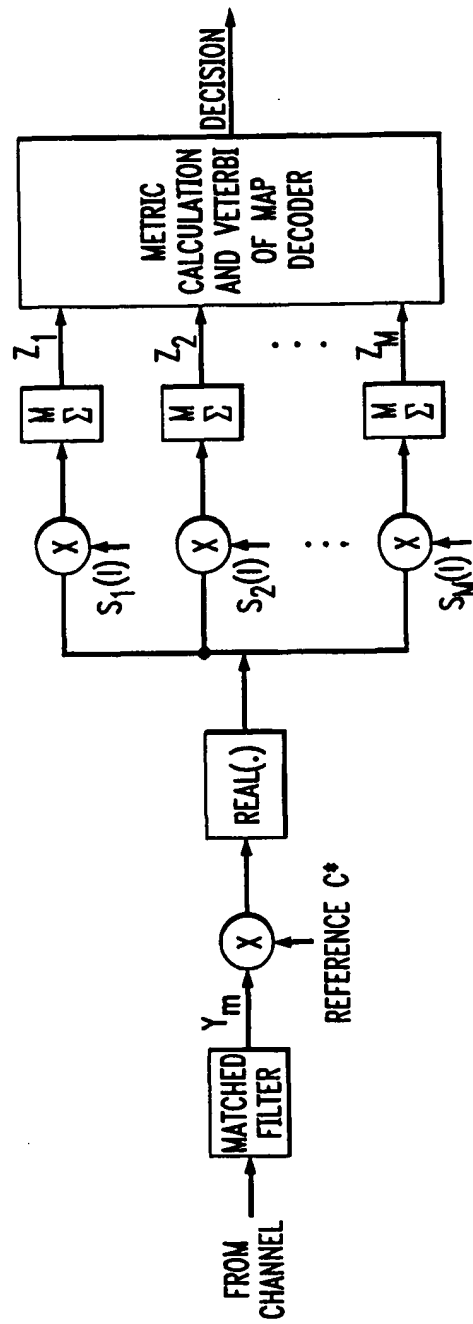 FROM
CHANNEL
MATCHED
FILTER
Ym
X
REFERENCE C*
REAL(.)
X
S1(l)
M
Σ
Z1
X
S2(l)
M
Σ
Z2
X
SM(l)
M
Σ
ZM
METRIC
CALCULATION
AND VETERBI
OF MAP
DECODER
DECISION